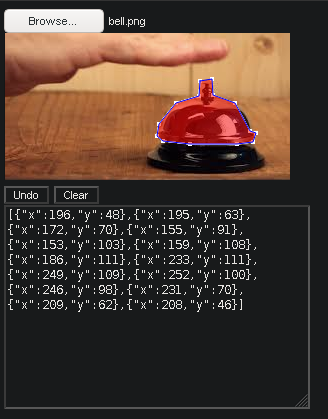 Browse... bell.png
Undo Clear
[{"x":196,"y":48},{"x":195,"y":63},
{"x":172,"y":70},{"x":155,"y":91},
{"x":153,"y":103},{"x":159,"y":108},
{"x":186,"y":111},{"x":233,"y":111},
{"x":249,"y":109},{"x":252,"y":100},
{"x":246,"y":98},{"x":231,"y":70},
{"x":209,"y":62},{"x":208,"y":46}]